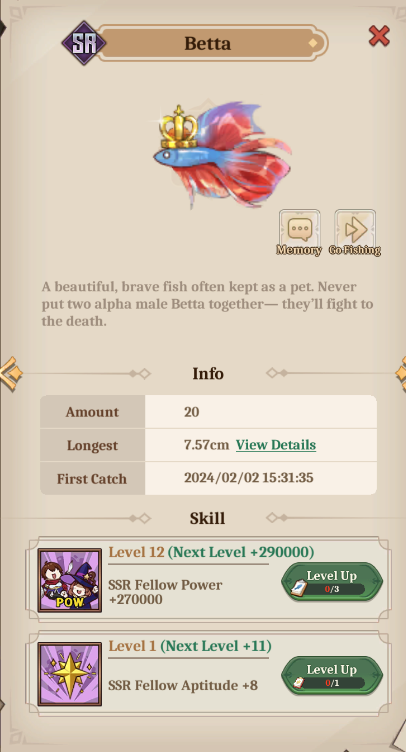 SR
Betta
Memory
Go Fishing
A beautiful, brave fish often kept as a pet. Never
put two alpha male Betta together— they'll fight to
the death.
Info
Amount 20
Longest 7.57cm View Details
First Catch 2024/02/02 15:31:35
Skill
Level 12 (Next Level +290000)
SSR Fellow Power
+270000
POW
Level Up
0/3
Level 1 (Next Level +11)
SSR Fellow Aptitude +8
Level Up
0/1